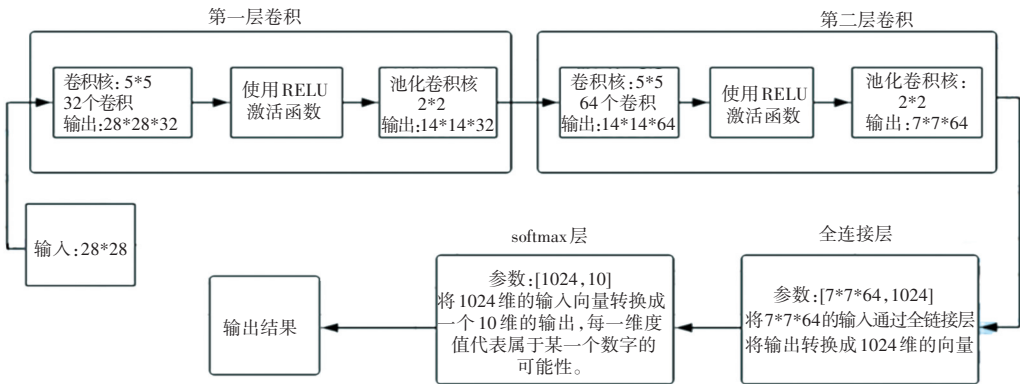 第一层卷积
卷积核:5*5
32个卷积
输出:28*28*32
使用RELU
激活函数
池化卷积核
2*2
输出:14*14*32
第二层卷积
卷积核:5*5
64个卷积
输出:14*14*64
使用RELU
激活函数
池化卷积核:
2*2
输出:7*7*64
输入:28*28
全连接层
参数:[7*7*64,1024]
将7*7*64的输入通过全链接层
将输出转换成1024维的向量
softmax层
参数:[1024,10]
将1024维的输入向量转换成
一个10维的输出,每一维度
值代表属于某一个数字的
可能性。
输出结果